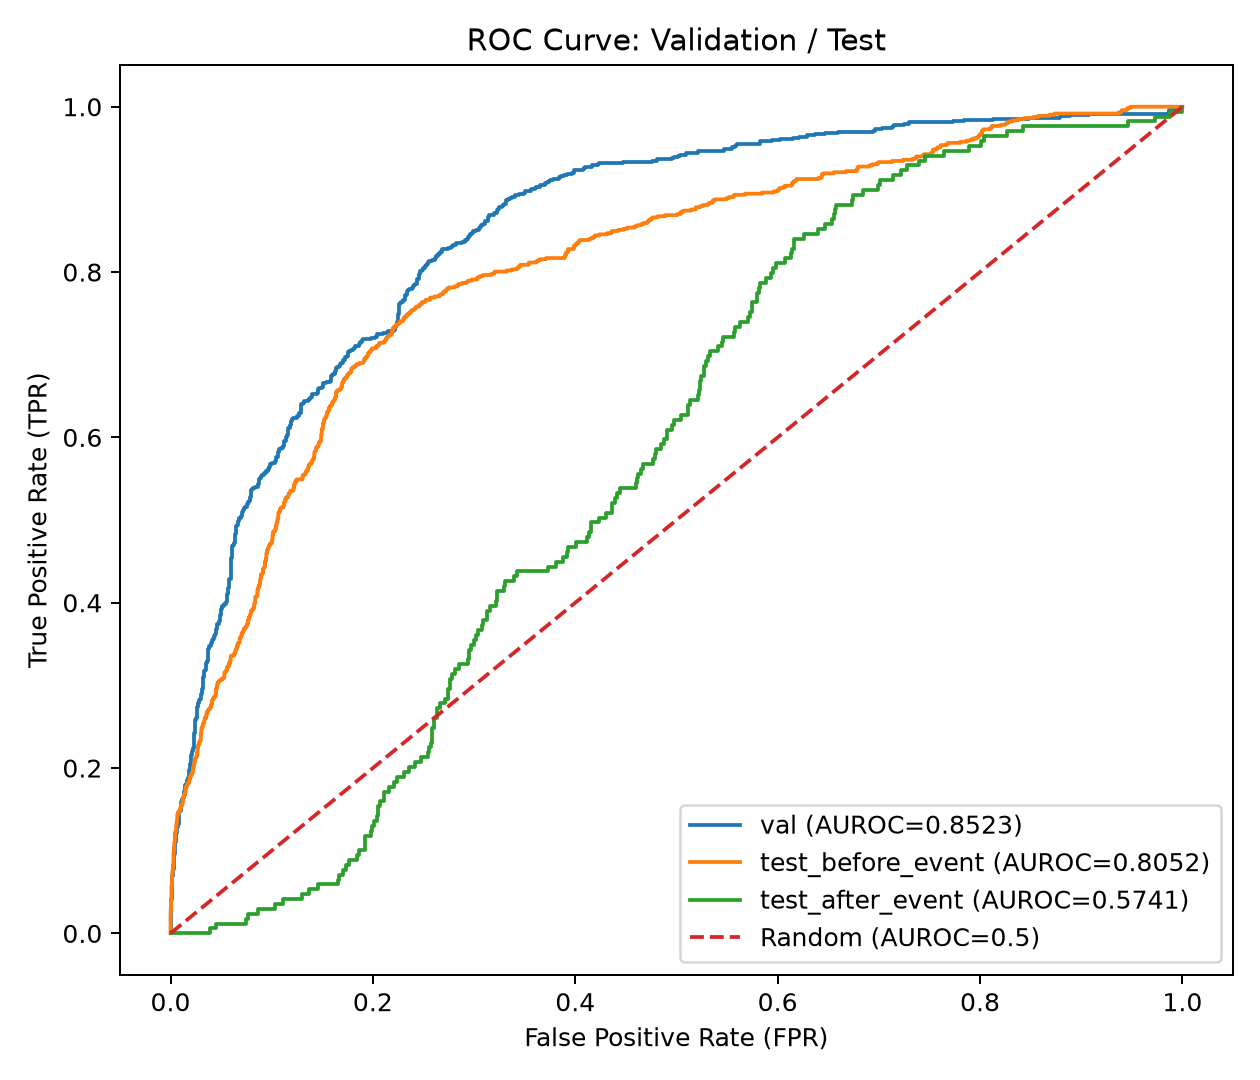 ROC Curve: Validation / Test
True Positive Rate (TPR)
1.0
0.8
0.6
0.4
0.2
0.0
val (AUROC=0.8523)
test_before_event (AUROC=0.8052)
test_after_event (AUROC=0.5741)
Random (AUROC=0.5)
0.0 0.2 0.4 0.6 0.8 1.0
False Positive Rate (FPR)